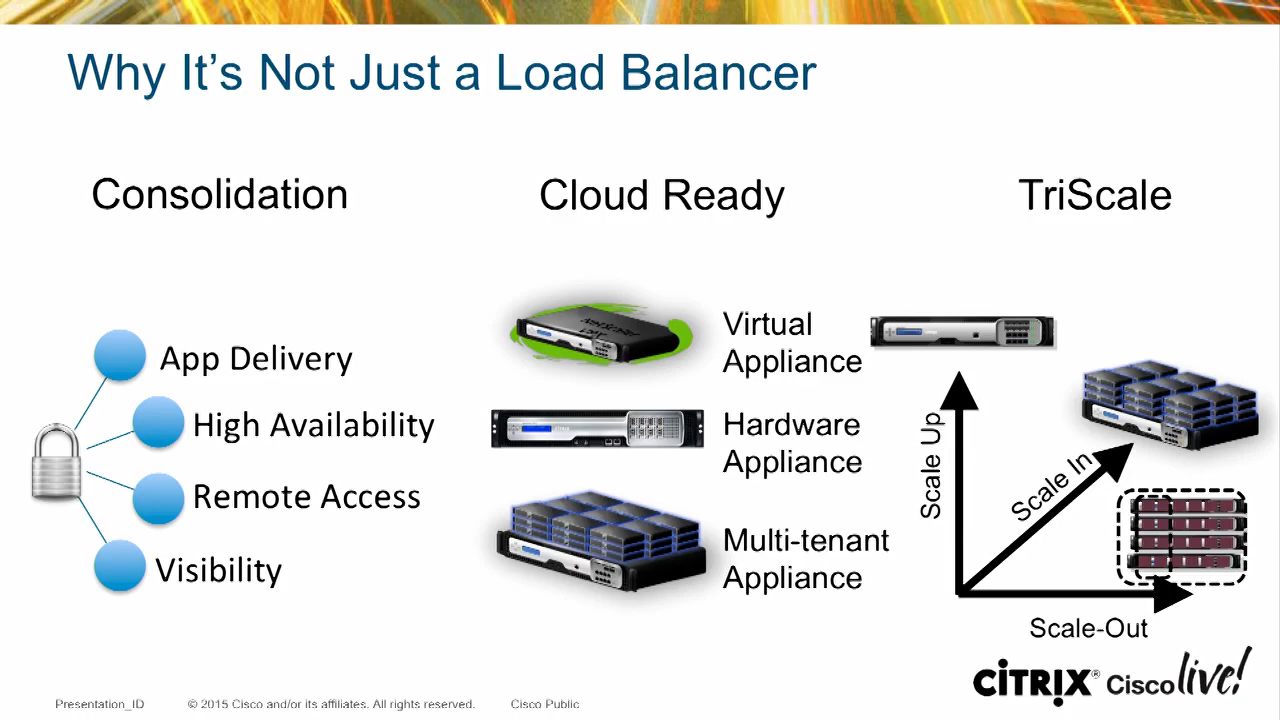 Why It's Not Just a Load Balancer
Consolidation
Cloud Ready
TriScale
App Delivery
High Availability
Remote Access
Visibility
Virtual
Appliance
Hardware
Appliance
Multi-tenant
Appliance
Scale Up
Scale In
Scale-Out
CITRIX® Cisco live!
Presentation_ID © 2015 Cisco and/or its affiliates. All rights reserved. Cisco Public